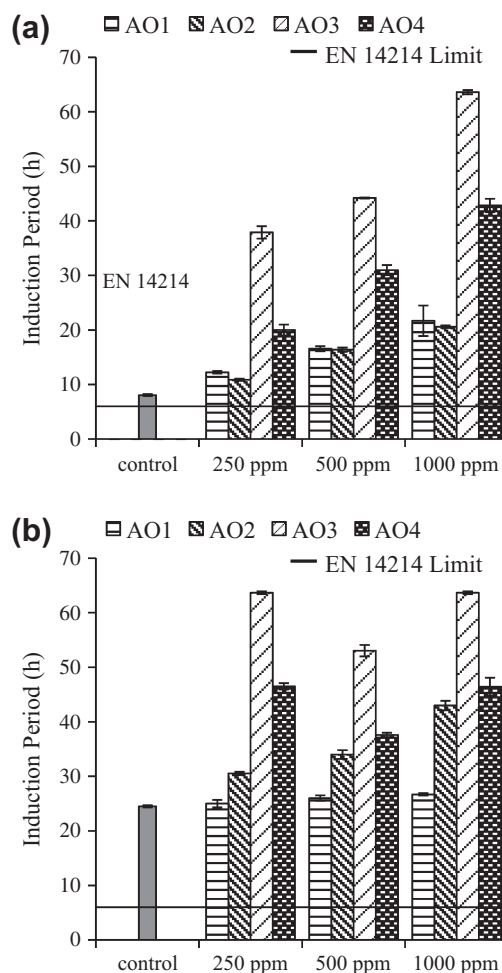 (a)
AO1 AO2 AO3 AO4
EN 14214 Limit
70
60
50
40
30
20
10
0
Induction Period (h)
EN 14214
control 250 ppm 500 ppm 1000 ppm
(b)
AO1 AO2 AO3 AO4
EN 14214 Limit
70
60
50
40
30
20
10
0
Induction Period (h)
control 250 ppm 500 ppm 1000 ppm